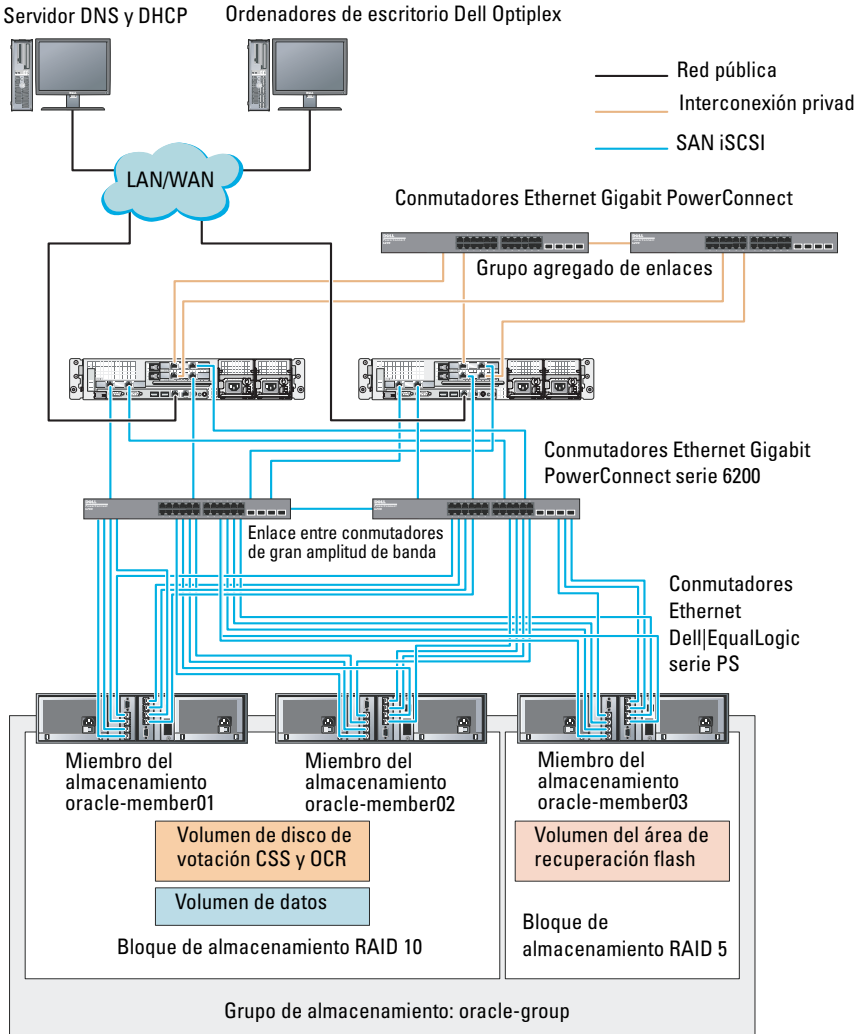 Servidor DNS y DHCP
Ordenadores de escritorio Dell Optiplex
Red pública
Interconexión privad
SAN iSCSI
LAN/WAN
Conmutadores Ethernet Gigabit PowerConnect
Grupo agregado de enlaces
Conmutadores Ethernet Gigabit
PowerConnect serie 6200
Enlace entre conmutadores
de gran amplitud de banda
Conmutadores
Ethernet
Dell|EqualLogic
serie PS
Miembro del
almacenamiento
oracle-member01
Miembro del
almacenamiento
oracle-member02
Miembro del
almacenamiento
oracle-member03
Volumen de disco de
votación CSS y OCR
Volumen de datos
Bloque de almacenamiento RAID 10
Volumen del área de
recuperación flash
Bloque de
almacenamiento RAID 5
Grupo de almacenamiento: oracle-group